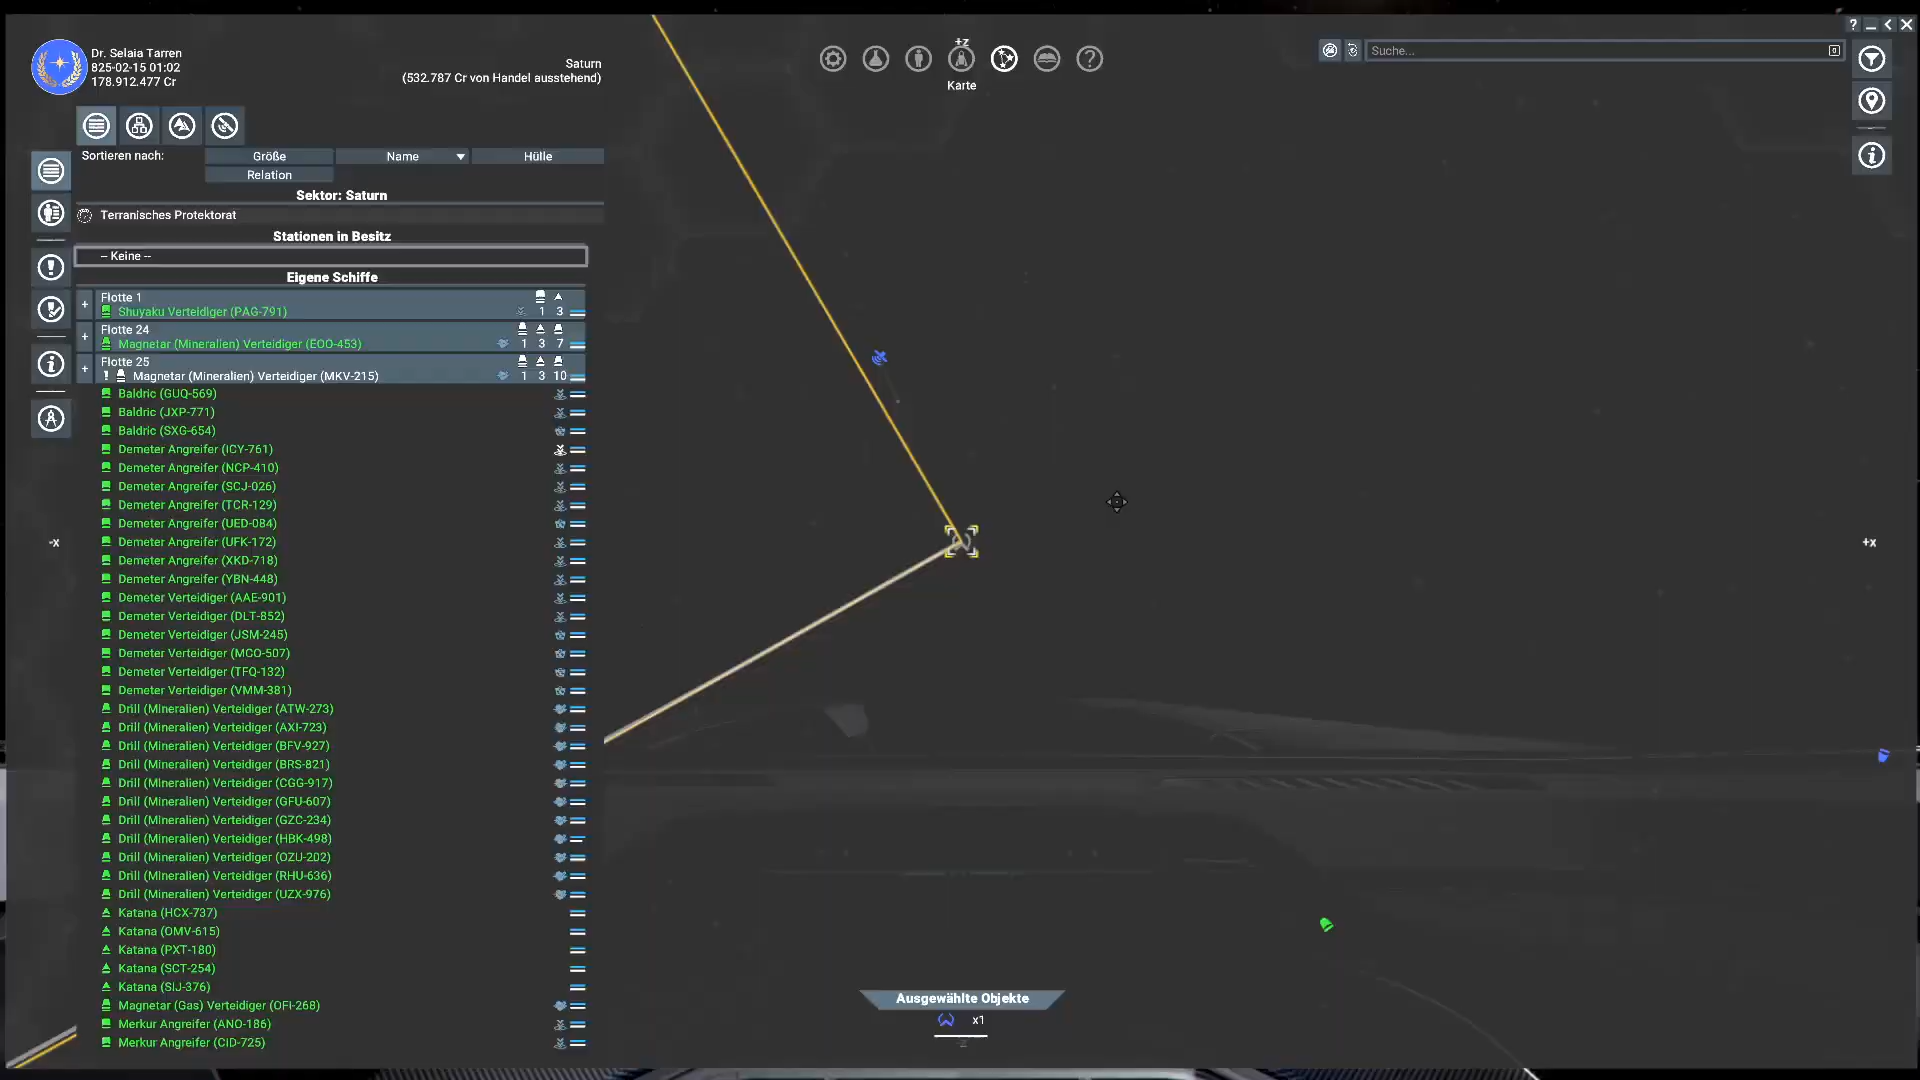 Dr. Selaia Tarren
825-02-15 01:02
178.912.477 Cr
Saturn
(532.787 Cr von Handel ausstehend)
+z
Karte
Suche...
?
Sortieren nach:
Größe
Name
Hülle
Relation
Sektor: Saturn
Terranisches Protektorat
Stationen in Besitz
-- Keine --
Eigene Schiffe
+ Flotte 1
Shuyaku Verteidiger (PAG-791) 1 3
+ Flotte 24
Magnetar (Mineralien) Verteidiger (EOO-453) 1 3 7
+ Flotte 25
! Magnetar (Mineralien) Verteidiger (MKV-215) 1 3 10
Baldric (GUQ-569)
Baldric (JXP-771)
Baldric (SXG-654)
Demeter Angreifer (ICY-761)
Demeter Angreifer (NCP-410)
Demeter Angreifer (SCJ-026)
Demeter Angreifer (TCR-129)
Demeter Angreifer (UED-084)
Demeter Angreifer (UFK-172)
Demeter Angreifer (XKD-718)
Demeter Angreifer (YBN-448)
Demeter Verteidiger (AAE-901)
Demeter Verteidiger (DLT-852)
Demeter Verteidiger (JSM-245)
Demeter Verteidiger (MCO-507)
Demeter Verteidiger (TFQ-132)
Demeter Verteidiger (VMM-381)
Drill (Mineralien) Verteidiger (ATW-273)
Drill (Mineralien) Verteidiger (AXI-723)
Drill (Mineralien) Verteidiger (BFV-927)
Drill (Mineralien) Verteidiger (BRS-821)
Drill (Mineralien) Verteidiger (CGG-917)
Drill (Mineralien) Verteidiger (GFU-607)
Drill (Mineralien) Verteidiger (GZC-234)
Drill (Mineralien) Verteidiger (HBK-498)
Drill (Mineralien) Verteidiger (OZU-202)
Drill (Mineralien) Verteidiger (RHU-636)
Drill (Mineralien) Verteidiger (UZX-976)
Katana (HCX-737)
Katana (OMV-615)
Katana (PXT-180)
Katana (SCT-254)
Katana (SIJ-376)
Magnetar (Gas) Verteidiger (OFI-268)
Merkur Angreifer (ANO-186)
Merkur Angreifer (CID-725)
-x
+x
Ausgewählte Objekte
x1